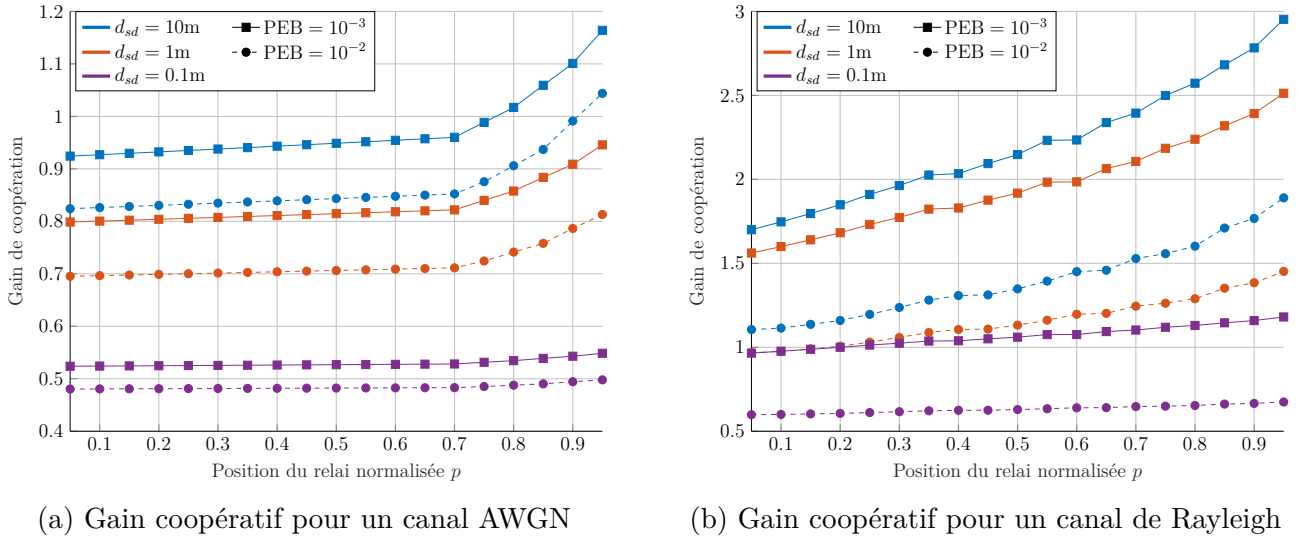 d_sd = 10m
d_sd = 1m
d_sd = 0.1m
PEB = 10⁻³
PEB = 10⁻²
1.2
1.1
1
0.9
0.8
0.7
0.6
0.5
0.4
Gain de coopération
0.1 0.2 0.3 0.4 0.5 0.6 0.7 0.8 0.9
Position du relai normalisée p
(a) Gain coopératif pour un canal AWGN
d_sd = 10m
d_sd = 1m
d_sd = 0.1m
PEB = 10⁻³
PEB = 10⁻²
3
2.5
2
1.5
1
0.5
Gain de coopération
0.1 0.2 0.3 0.4 0.5 0.6 0.7 0.8 0.9
Position du relai normalisée p
(b) Gain coopératif pour un canal de Rayleigh